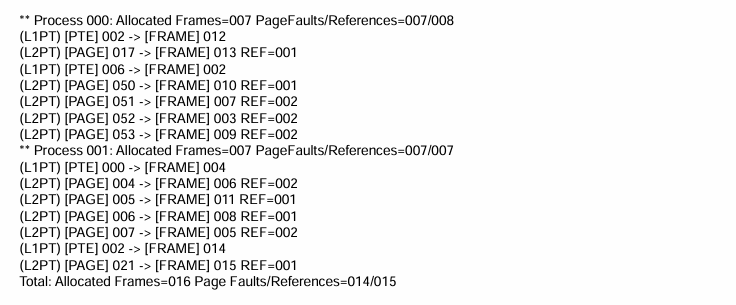 ** Process 000: Allocated Frames=007 PageFaults/References=007/008
(L1PT) [PTE] 002 -> [FRAME] 012
(L2PT) [PAGE] 017 -> [FRAME] 013 REF=001
(L1PT) [PTE] 006 -> [FRAME] 002
(L2PT) [PAGE] 050 -> [FRAME] 010 REF=001
(L2PT) [PAGE] 051 -> [FRAME] 007 REF=002
(L2PT) [PAGE] 052 -> [FRAME] 003 REF=002
(L2PT) [PAGE] 053 -> [FRAME] 009 REF=002
** Process 001: Allocated Frames=007 PageFaults/References=007/007
(L1PT) [PTE] 000 -> [FRAME] 004
(L2PT) [PAGE] 004 -> [FRAME] 006 REF=002
(L2PT) [PAGE] 005 -> [FRAME] 011 REF=001
(L2PT) [PAGE] 006 -> [FRAME] 008 REF=001
(L2PT) [PAGE] 007 -> [FRAME] 005 REF=002
(L1PT) [PTE] 002 -> [FRAME] 014
(L2PT) [PAGE] 021 -> [FRAME] 015 REF=001
Total: Allocated Frames=016 Page Faults/References=014/015